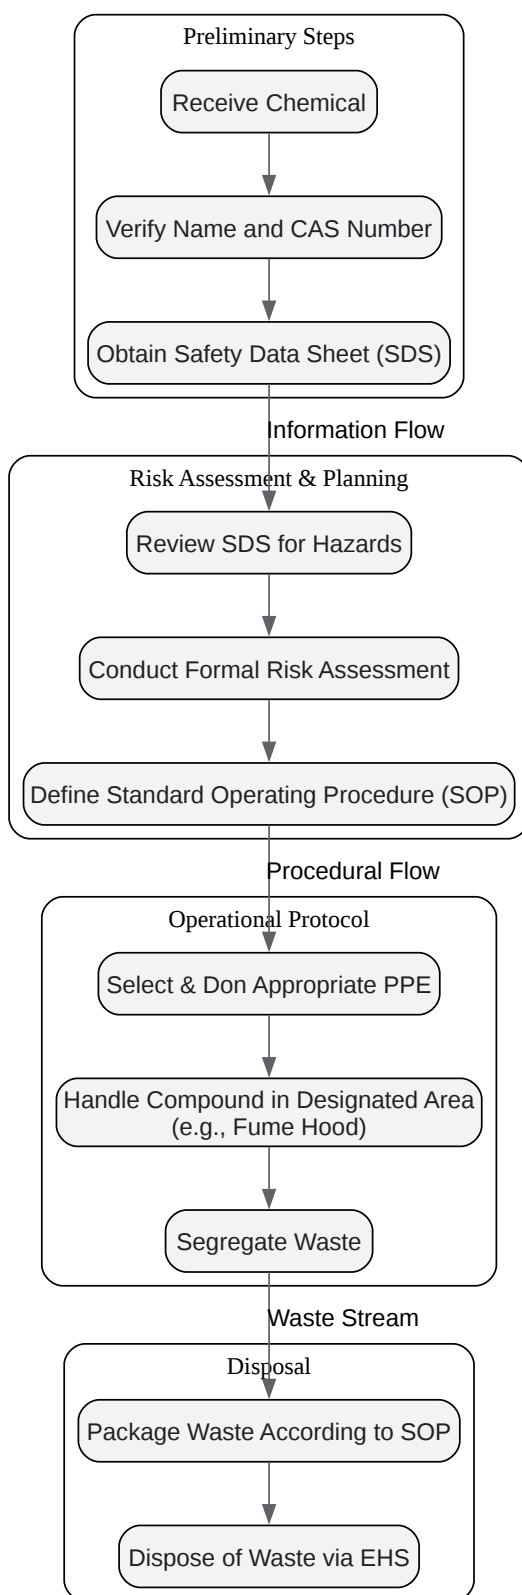 Preliminary Steps
Receive Chemical
Verify Name and CAS Number
Obtain Safety Data Sheet (SDS)
Information Flow
Risk Assessment & Planning
Review SDS for Hazards
Conduct Formal Risk Assessment
Define Standard Operating Procedure (SOP)
Procedural Flow
Operational Protocol
Select & Don Appropriate PPE
Handle Compound in Designated Area
(e.g., Fume Hood)
Segregate Waste
Waste Stream
Disposal
Package Waste According to SOP
Dispose of Waste via EHS